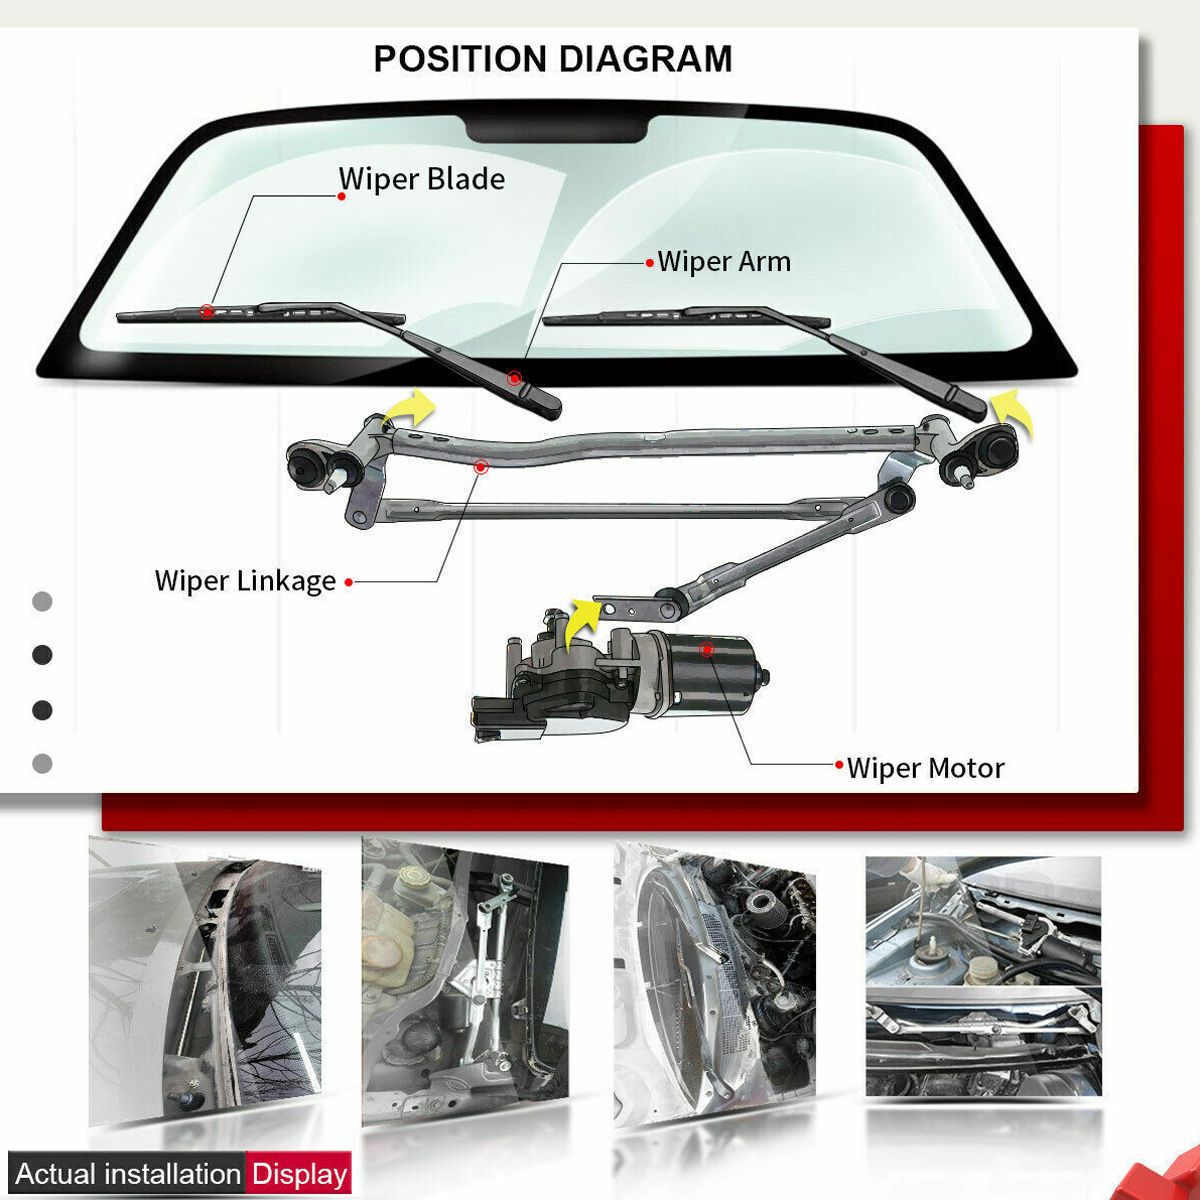 POSITION DIAGRAM
Wiper Blade
Wiper Arm
Wiper Linkage
Wiper Motor
Actual installation Display